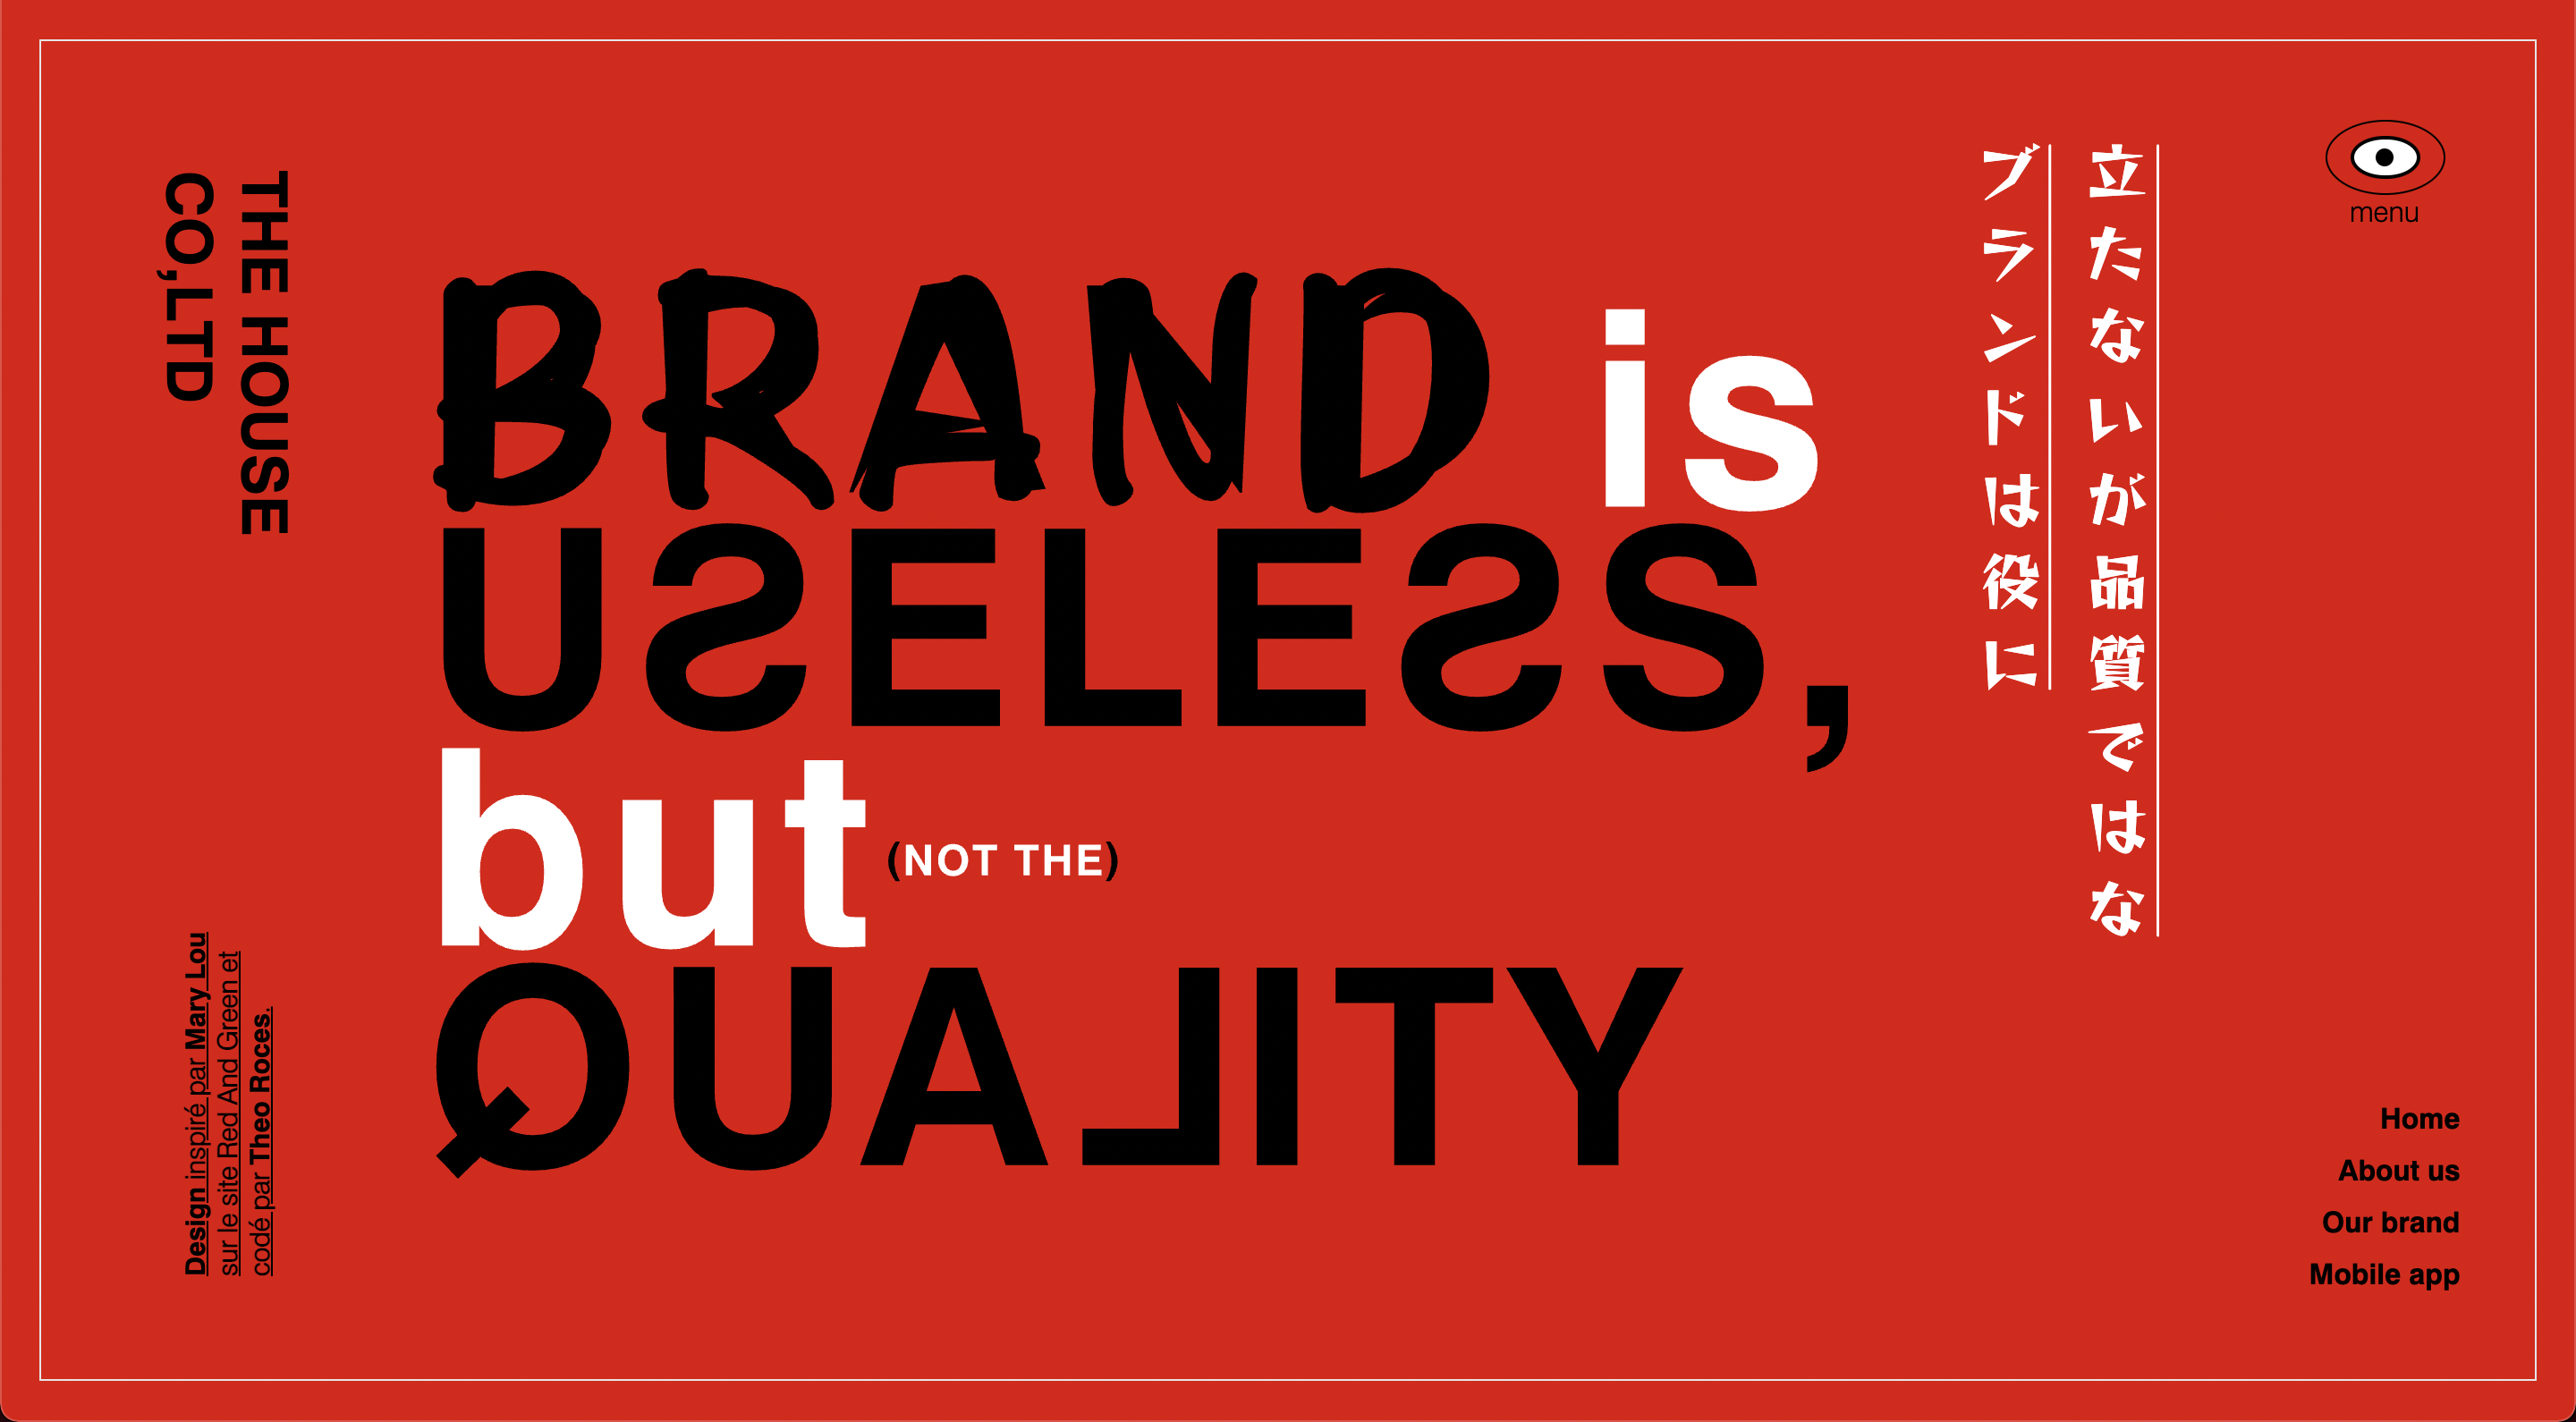 THE HOUSE
CO,LTD
BRAND is
USELESS,
but (NOT THE)
QUALITY
立たないが品質ではな
ブランドは役に
menu
Design inspiré par Mary Lou
sur le site Red And Green et
codé par Theo Roces.
Home
About us
Our brand
Mobile app